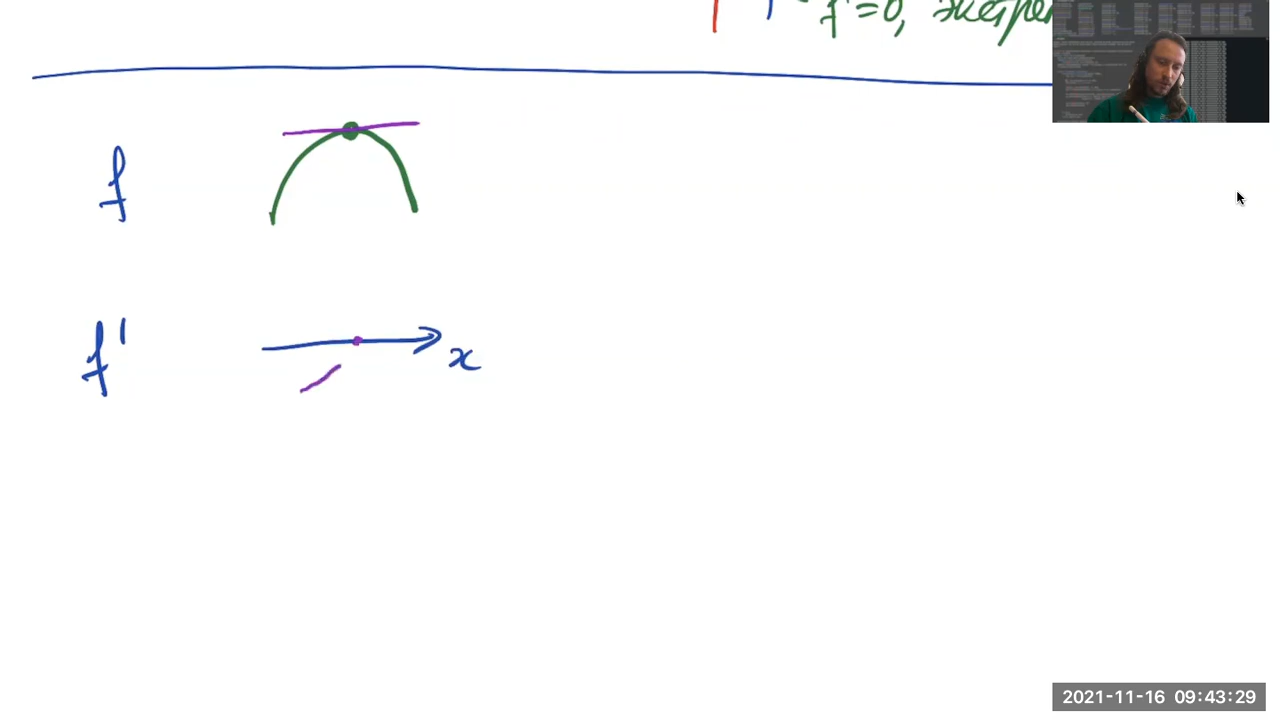 f' = 0, экстрем
f
f'
x
2021-11-16 09:43:29